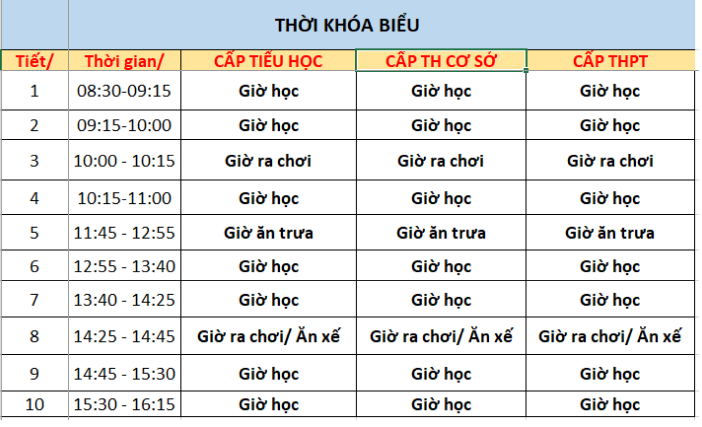 THỜI KHÓA BIỂU
Tiết/ Thời gian/ CẤP TIỂU HỌC CẤP TH CƠ SỞ CẤP THPT
1 08:30-09:15 Giờ học Giờ học Giờ học
2 09:15-10:00 Giờ học Giờ học Giờ học
3 10:00 - 10:15 Giờ ra chơi Giờ ra chơi Giờ ra chơi
4 10:15-11:00 Giờ học Giờ học Giờ học
5 11:45 - 12:55 Giờ ăn trưa Giờ ăn trưa Giờ ăn trưa
6 12:55 - 13:40 Giờ học Giờ học Giờ học
7 13:40 - 14:25 Giờ học Giờ học Giờ học
8 14:25 - 14:45 Giờ ra chơi/ Ăn xế Giờ ra chơi/ Ăn xế Giờ ra chơi/ Ăn xế
9 14:45 - 15:30 Giờ học Giờ học Giờ học
10 15:30 - 16:15 Giờ học Giờ học Giờ học